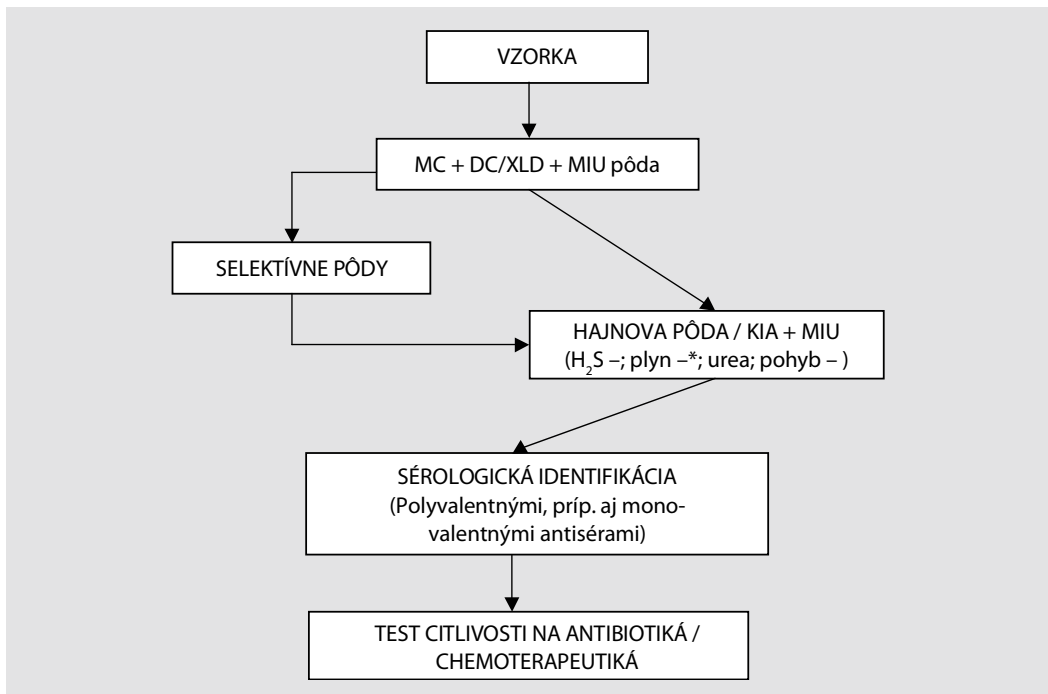 VZORKA
MC + DC/XLD + MIU pôda
SELEKTÍVNE PÔDY
HAJNOVA PÔDA / KIA + MIU
(H₂S –; plyn –*; urea; pohyb – )
SÉROLOGICKÁ IDENTIFIKÁCIA
(Polyvalentnými, príp. aj mono-
valentnými antisérami)
TEST CITLIVOSTI NA ANTIBIOTIKÁ /
CHEMOTERAPEUTIKÁ